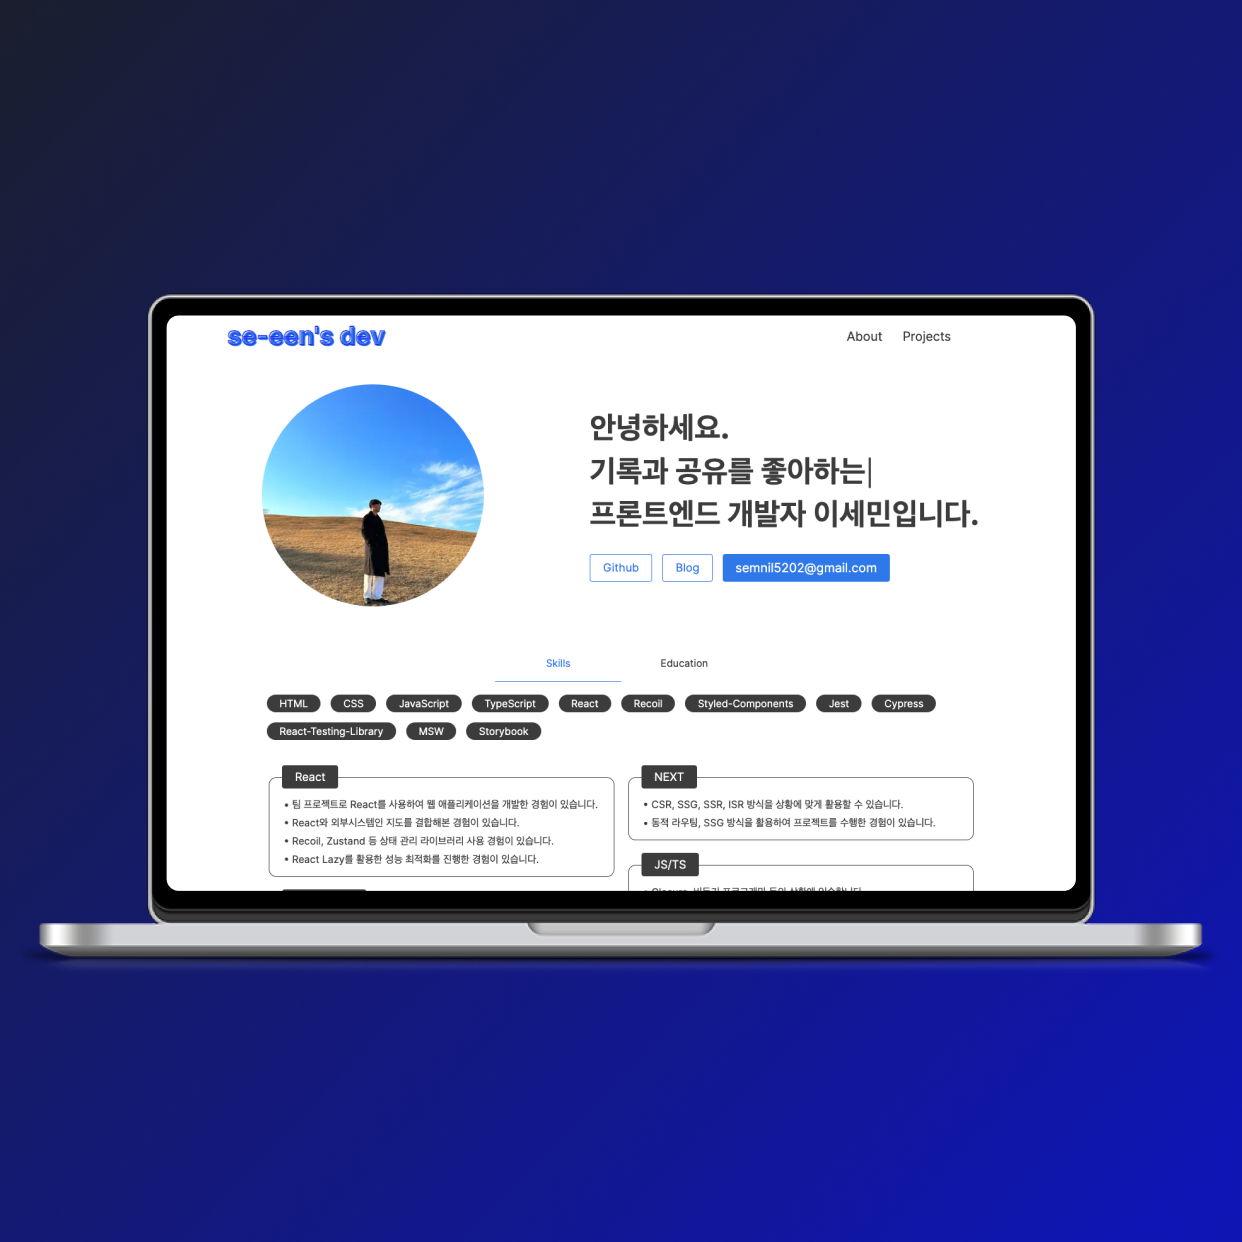 se-een's dev
About Projects
안녕하세요.
기록과 공유를 좋아하는|
프론트엔드 개발자 이세민입니다.
Github Blog semnil5202@gmail.com
Skills Education
HTML CSS JavaScript TypeScript React Recoil Styled-Components Jest Cypress
React-Testing-Library MSW Storybook
React
• 팀 프로젝트로 React를 사용하여 웹 애플리케이션을 개발한 경험이 있습니다.
• React와 외부시스템인 지도를 결합해본 경험이 있습니다.
• Recoil, Zustand 등 상태 관리 라이브러리 사용 경험이 있습니다.
• React Lazy를 활용한 성능 최적화를 진행한 경험이 있습니다.
NEXT
• CSR, SSG, SSR, ISR 방식을 상황에 맞게 활용할 수 있습니다.
• 동적 라우팅, SSG 방식을 활용하여 프로젝트를 수행한 경험이 있습니다.
JS/TS